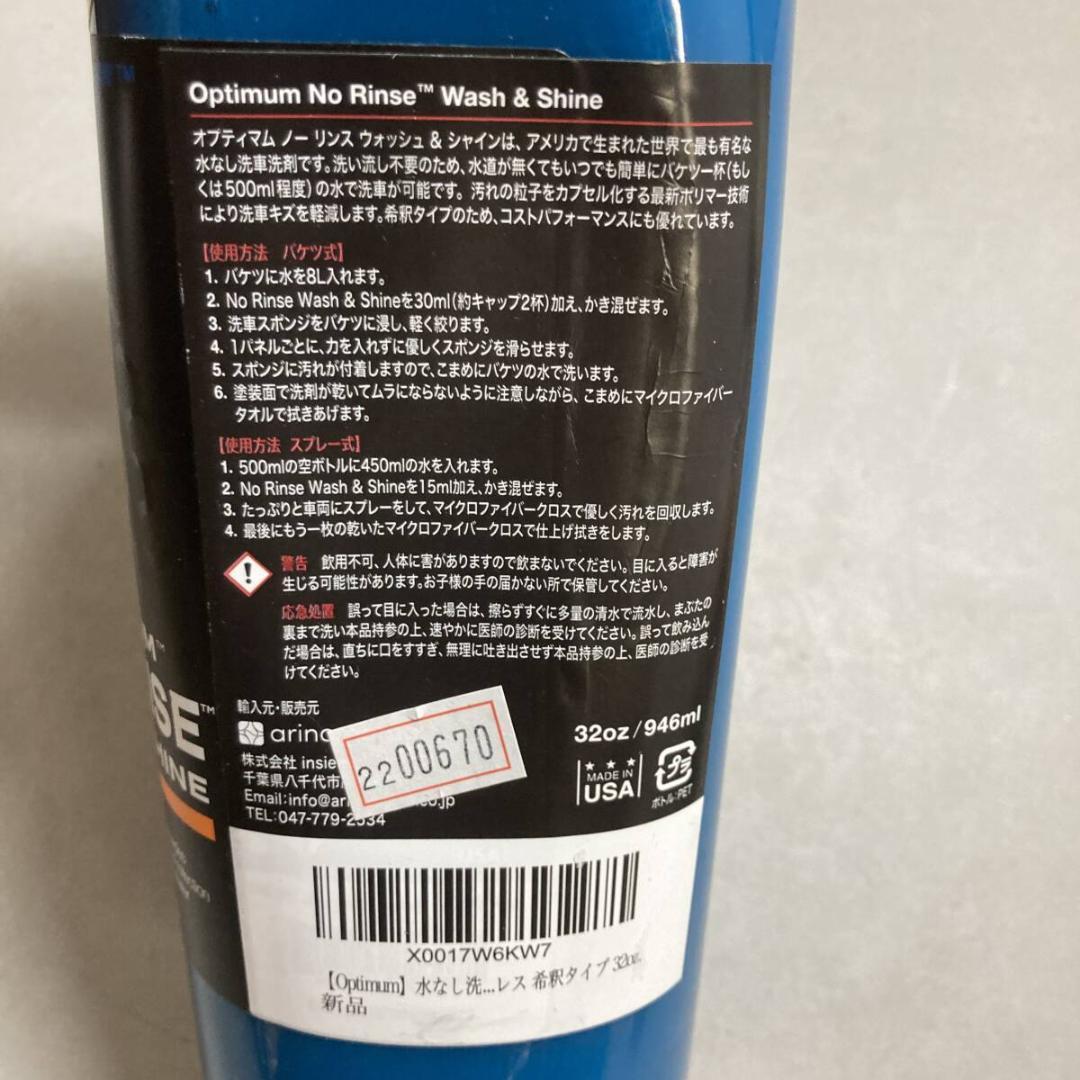 Optimum No Rinse™ Wash & Shine
オプティマム ノー リンス ウォッシュ & シャインは、アメリカで生まれた世界で最も有名な
水なし洗車洗剤です。洗い流し不要のため、水道が無くてもいつでも簡単にバケツ一杯(もし
くは500ml程度)の水で洗車が可能です。汚れの粒子をカプセル化する最新ポリマー技術
により洗車キズを軽減します。希釈タイプのため、コストパフォーマンスにも優れています。
【使用方法 バケツ式】
1. バケツに水を8L入れます。
2. No Rinse Wash & Shineを30ml(約キャップ2杯)加え、かき混ぜます。
3. 洗車スポンジをバケツに浸し、軽く絞ります。
4. 1パネルごとに、力を入れずに優しくスポンジを滑らせます。
5. スポンジに汚れが付着しますので、こまめにバケツの水で洗います。
6. 塗装面で洗剤が乾いてムラにならないように注意しながら、こまめにマイクロファイバー
タオルで拭きあげます。
【使用方法 スプレー式】
1. 500mlの空ボトルに450mlの水を入れます。
2. No Rinse Wash & Shineを15ml加え、かき混ぜます。
3. たっぷりと車両にスプレーをして、マイクロファイバークロスで優しく汚れを回収します。
4. 最後にもう一枚の乾いたマイクロファイバークロスで仕上げ拭きをします。
警告 飲用不可、人体に害がありますので飲まないでください。目に入ると障害が
生じる可能性があります。お子様の手の届かない所で保管してください。
応急処置 誤って目に入った場合は、擦らずすぐに多量の清水で流水し、まぶたの
裏まで洗い本品持参の上、速やかに医師の診断を受けてください。誤って飲み込ん
だ場合は、直ちに口をすすぎ、無理に吐き出させず本品持参の上、医師の診断を受
けてください。
輸入元・販売元
arin
株式会社 insie
千葉県八千代市
Email:info@ar co.jp
TEL:047-779-2534
2200670
32oz/946ml
MADE IN
USA
プラ
ボトル:PET
SE™
HINE
X0017W6KW7
【Optimum】水なし洗...レス 希釈タイプ 32oz.
新品